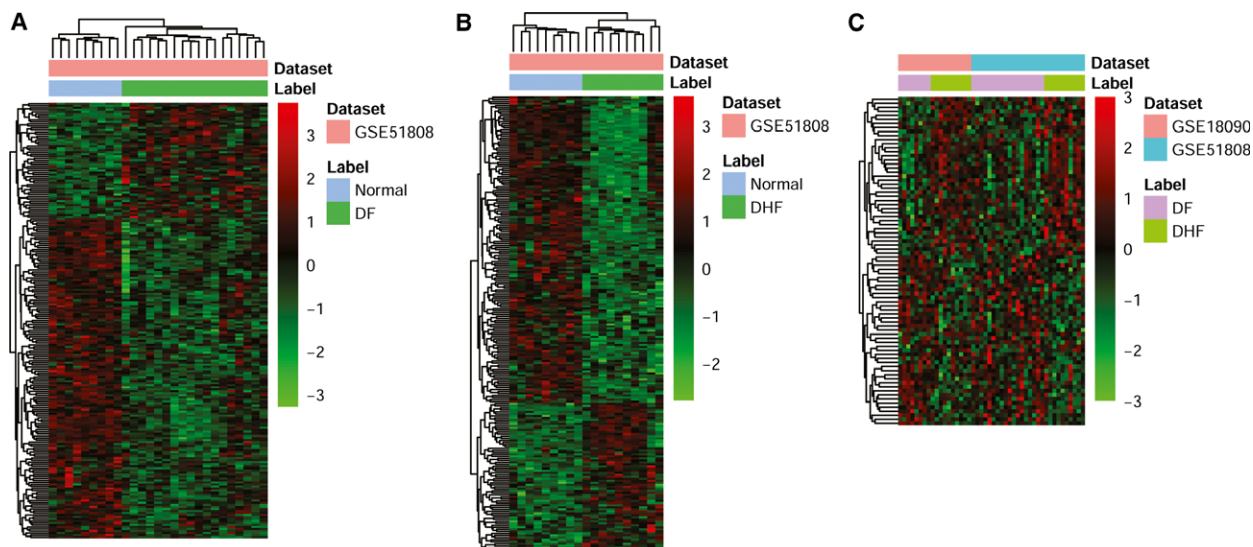 A
Dataset
Label
3
2
1
0
−1
−2
−3
Dataset
GSE51808
Label
Normal
DF
B
Dataset
Label
3
2
1
0
−1
−2
Dataset
GSE51808
Label
Normal
DHF
C
Dataset
Label
3
2
1
0
−1
−2
−3
Dataset
GSE18090
GSE51808
Label
DF
DHF